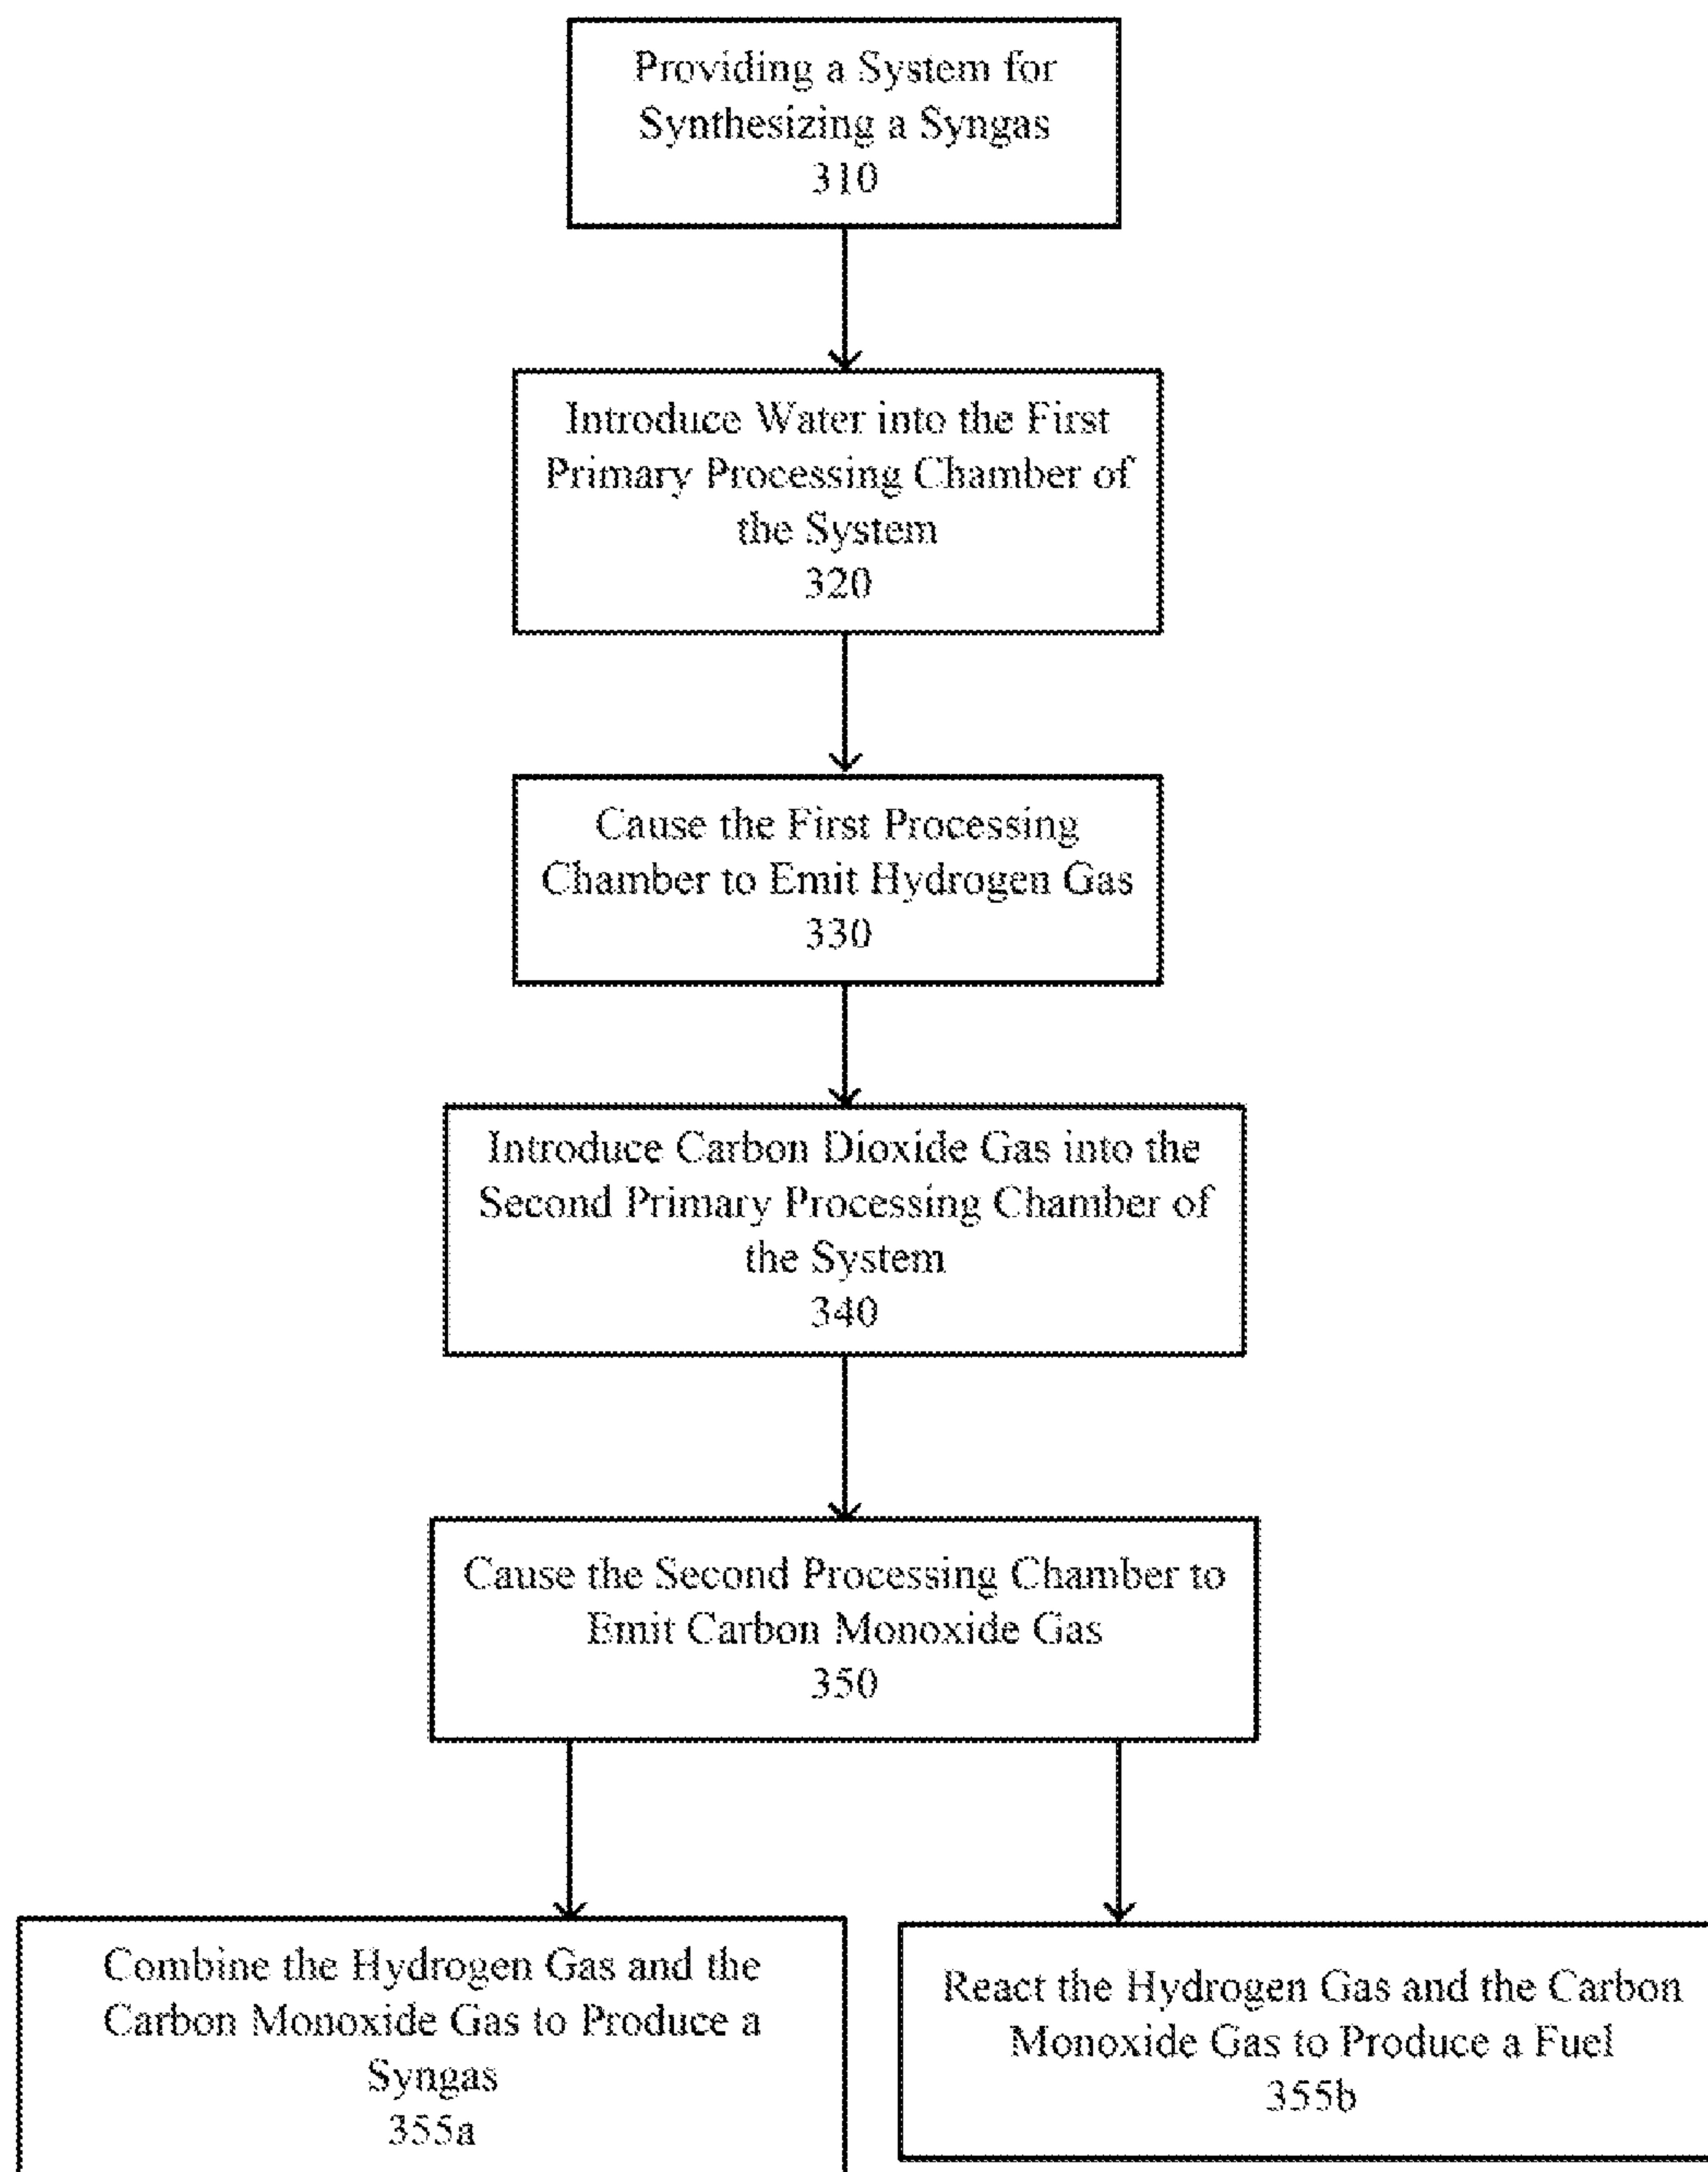 Providing a System for
Synthesizing a Syngas
310
Introduce Water into the First
Primary Processing Chamber of
the System
320
Cause the First Processing
Chamber to Emit Hydrogen Gas
330
Introduce Carbon Dioxide Gas into the
Second Primary Processing Chamber of
the System
340
Cause the Second Processing Chamber to
Emit Carbon Monoxide Gas
350
Combine the Hydrogen Gas and the
Carbon Monoxide Gas to Produce a
Syngas
355a
React the Hydrogen Gas and the Carbon
Monoxide Gas to Produce a Fuel
355b